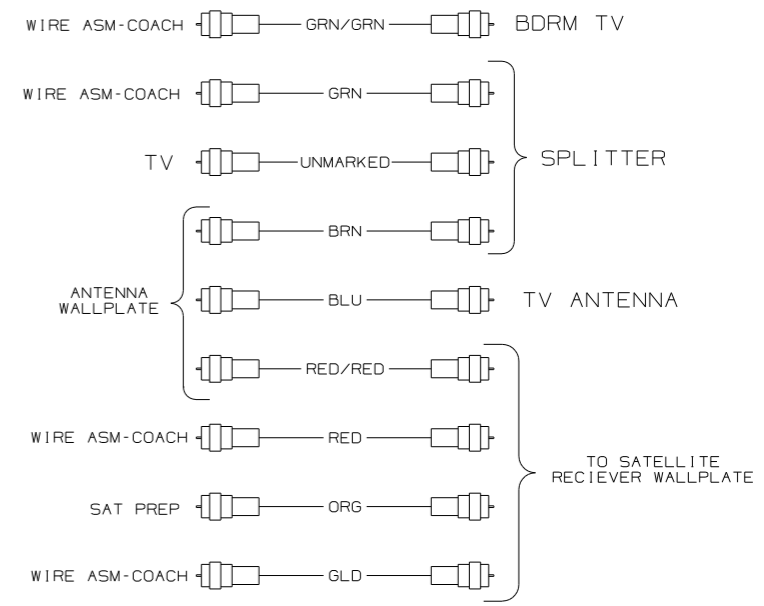 WIRE ASM-COACH GRN/GRN BDRM TV
WIRE ASM-COACH GRN
TV UNMARKED SPLITTER
BRN
ANTENNA
WALLPLATE BLU TV ANTENNA
RED/RED
WIRE ASM-COACH RED
TO SATELLITE
RECIEVER WALLPLATE
SAT PREP ORG
WIRE ASM-COACH GLD